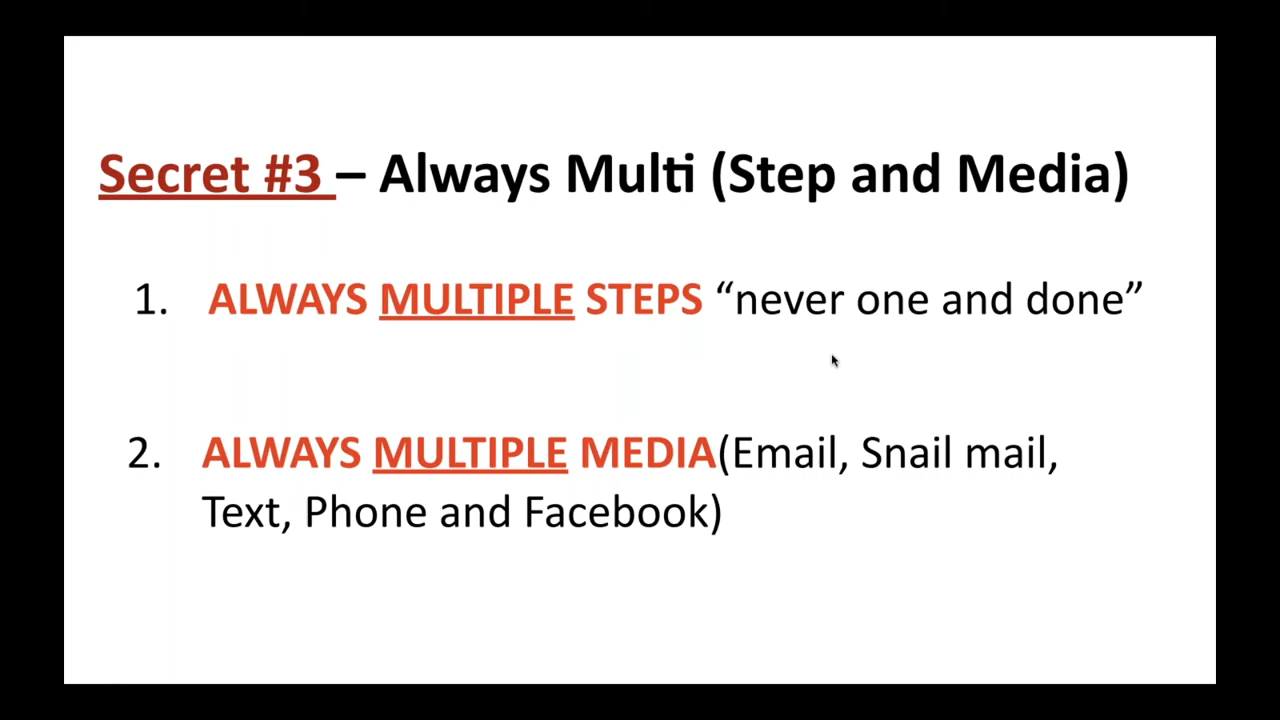 Secret #3 – Always Multi (Step and Media)
1. ALWAYS MULTIPLE STEPS “never one and done”
2. ALWAYS MULTIPLE MEDIA(Email, Snail mail,
Text, Phone and Facebook)